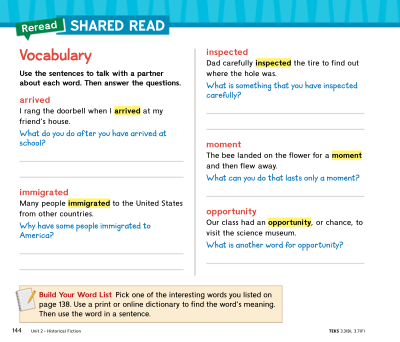 Reread SHARED READ
Vocabulary
Use the sentences to talk with a partner
about each word. Then answer the questions.
arrived
I rang the doorbell when I arrived at my
friend's house.
What do you do after you have arrived at
school?
immigrated
Many people immigrated to the United States
from other countries.
Why have some people immigrated to
America?
inspected
Dad carefully inspected the tire to find out
where the hole was.
What is something that you have inspected
carefully?
moment
The bee landed on the flower for a moment
and then flew away.
What can you do that lasts only a moment?
opportunity
Our class had an opportunity, or chance, to
visit the science museum.
What is another word for opportunity?
Build Your Word List Pick one of the interesting words you listed on
page 138. Use a print or online dictionary to find the word's meaning.
Then use the word in a sentence.
144 Unit 2 • Historical Fiction
TEKS